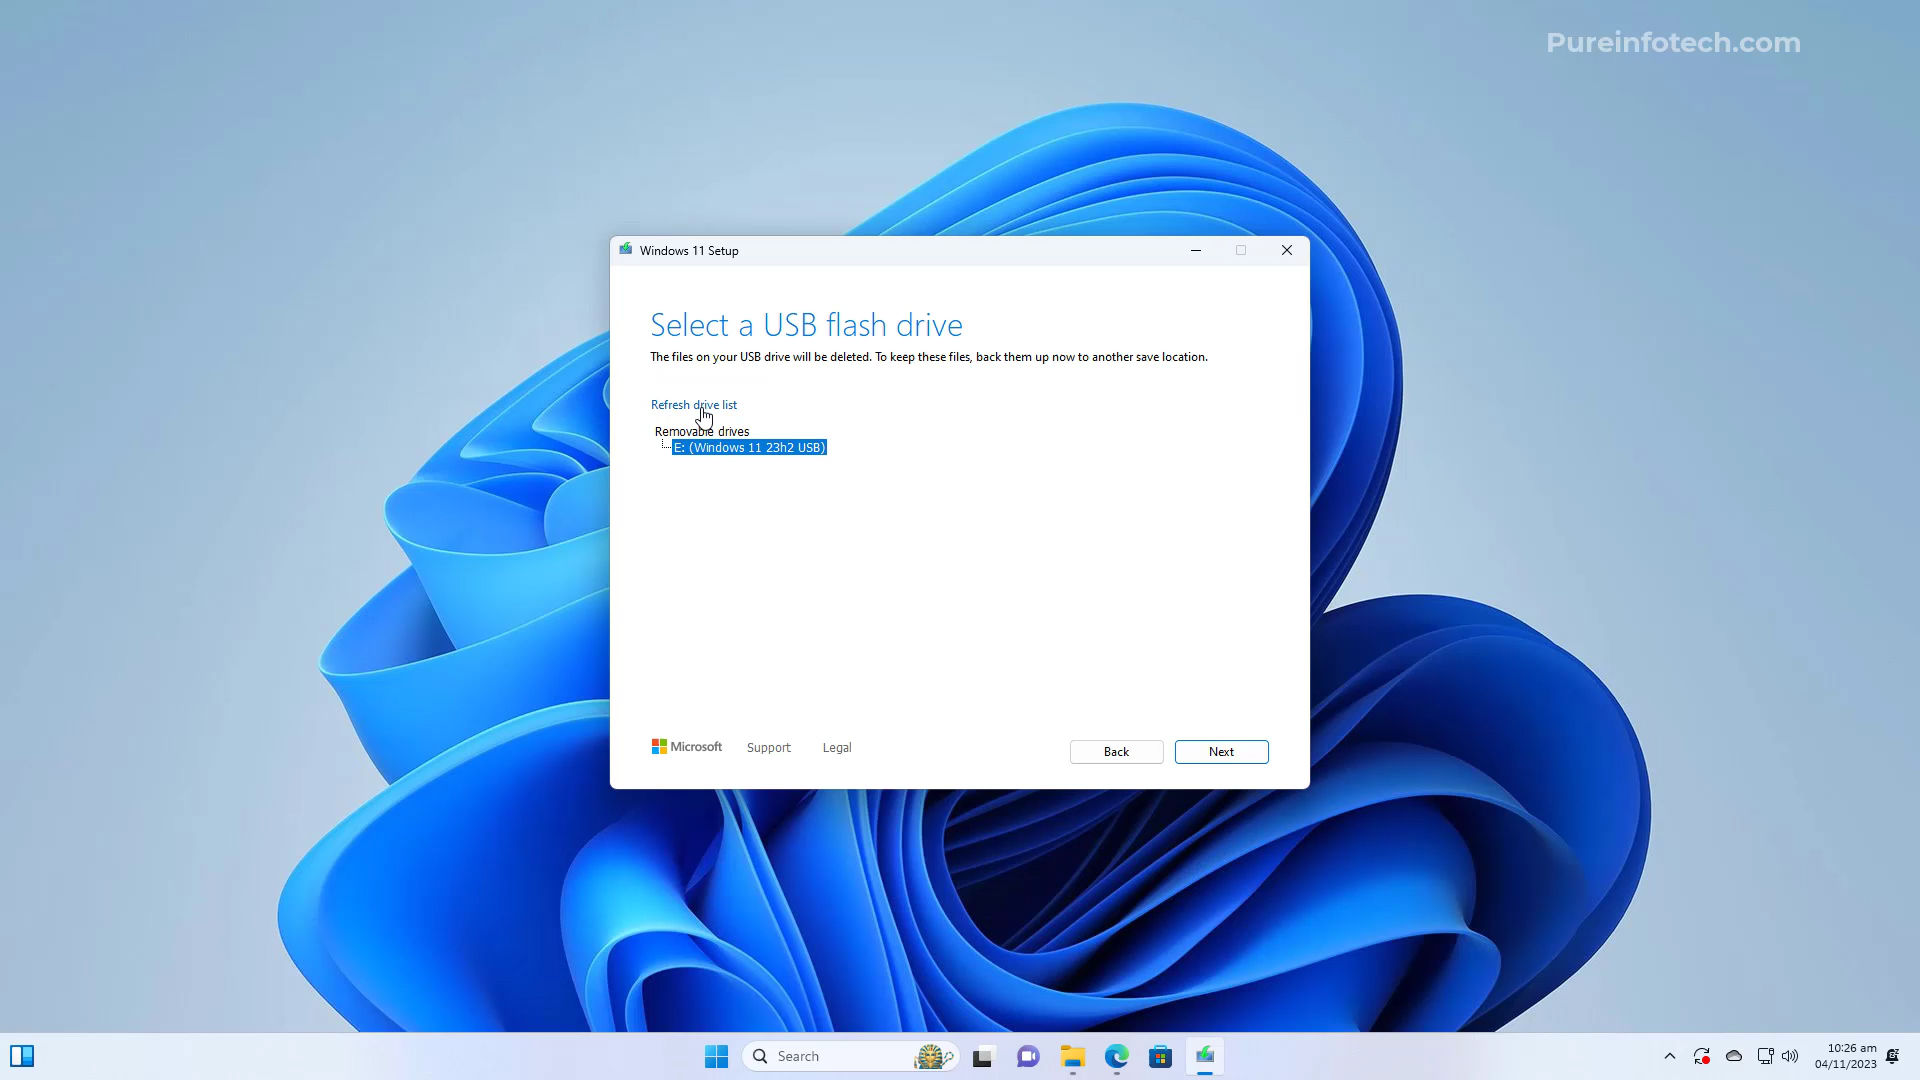 Pureinfotech.com
Windows 11 Setup
Select a USB flash drive
The files on your USB drive will be deleted. To keep these files, back them up now to another save location.
Refresh drive list
Removable drives
E: (Windows 11 23h2 USB)
Microsoft
Support
Legal
Back
Next
Search
10:26 am
04/11/2023